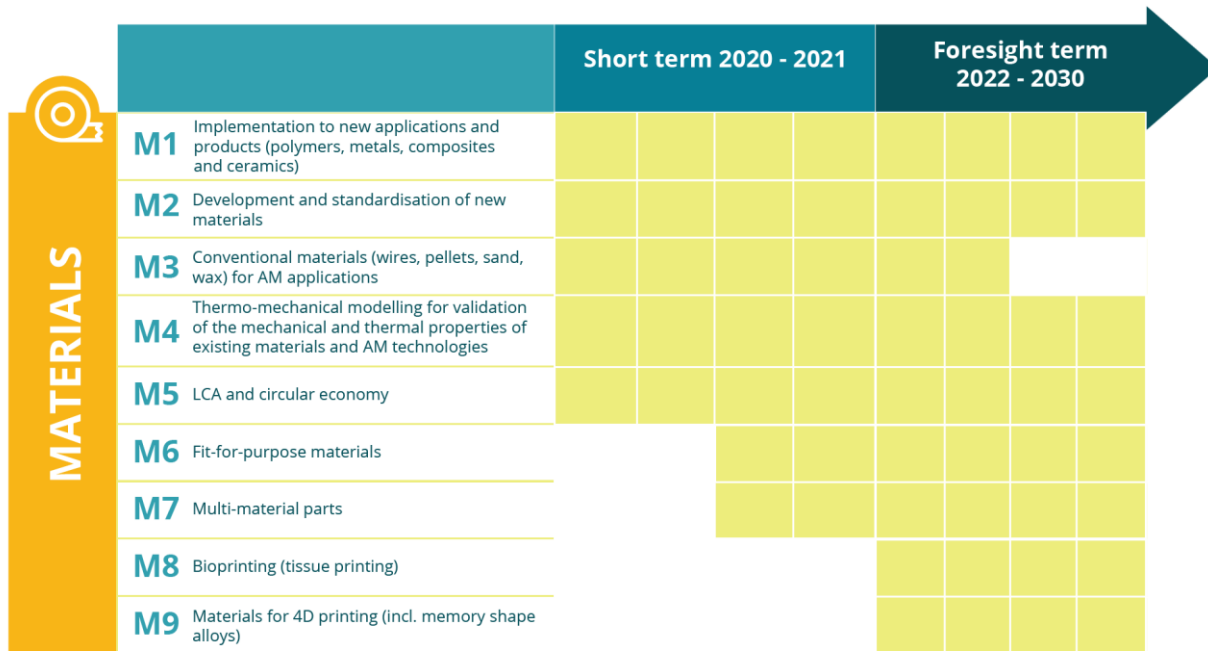 Short term 2020 - 2021
Foresight term
2022 - 2030
MATERIALS
M1
Implementation to new applications and
products (polymers, metals, composites
and ceramics)
M2
Development and standardisation of new
materials
M3
Conventional materials (wires, pellets, sand,
wax) for AM applications
M4
Thermo-mechanical modelling for validation
of the mechanical and thermal properties of
existing materials and AM technologies
M5
LCA and circular economy
M6
Fit-for-purpose materials
M7
Multi-material parts
M8
Bioprinting (tissue printing)
M9
Materials for 4D printing (incl. memory shape
alloys)